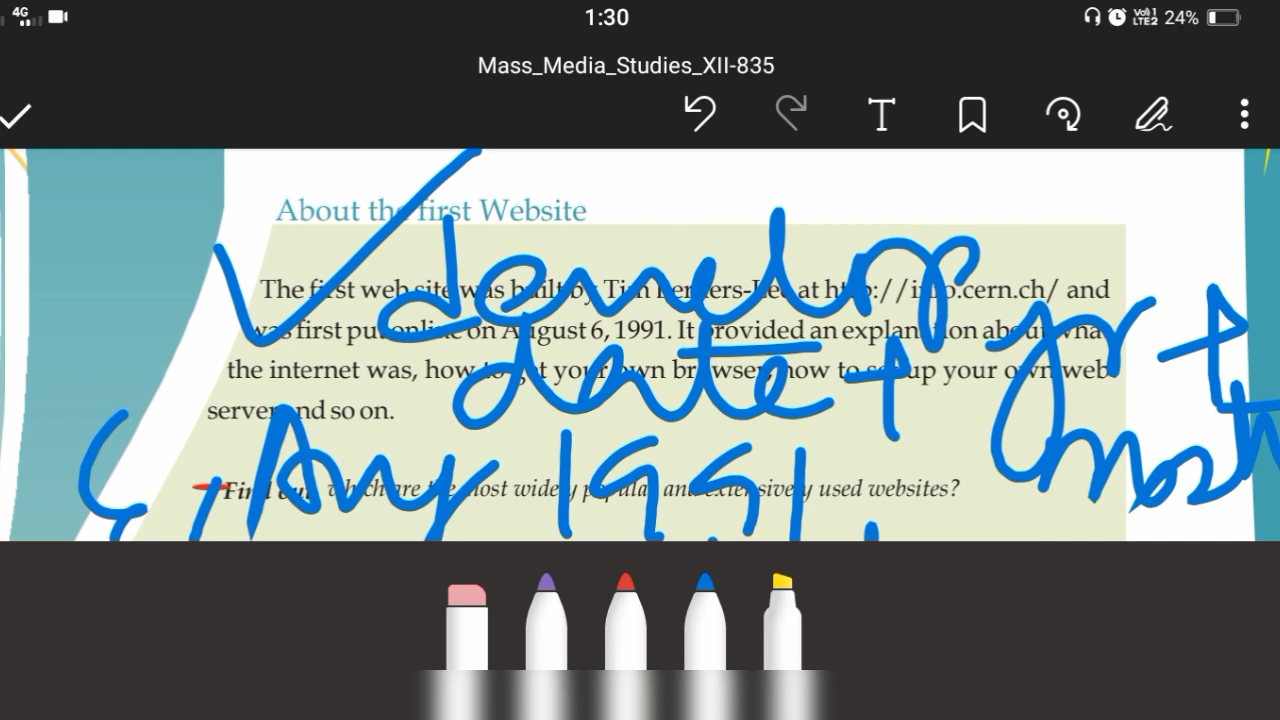 4G 1:30 Vo)) 1 LTE2 24%
Mass_Media_Studies_XII-835
T
About the first Website
The first web site was built by Tim Berners-Lee at http://info.cern.ch/ and
was first put online on August 6, 1991. It provided an explanation about what
the internet was, how to get your own browser, how to set up your own web
server and so on.
Find out, which are the most widely popular and extensively used websites?
date +
yr +
Aug 1991